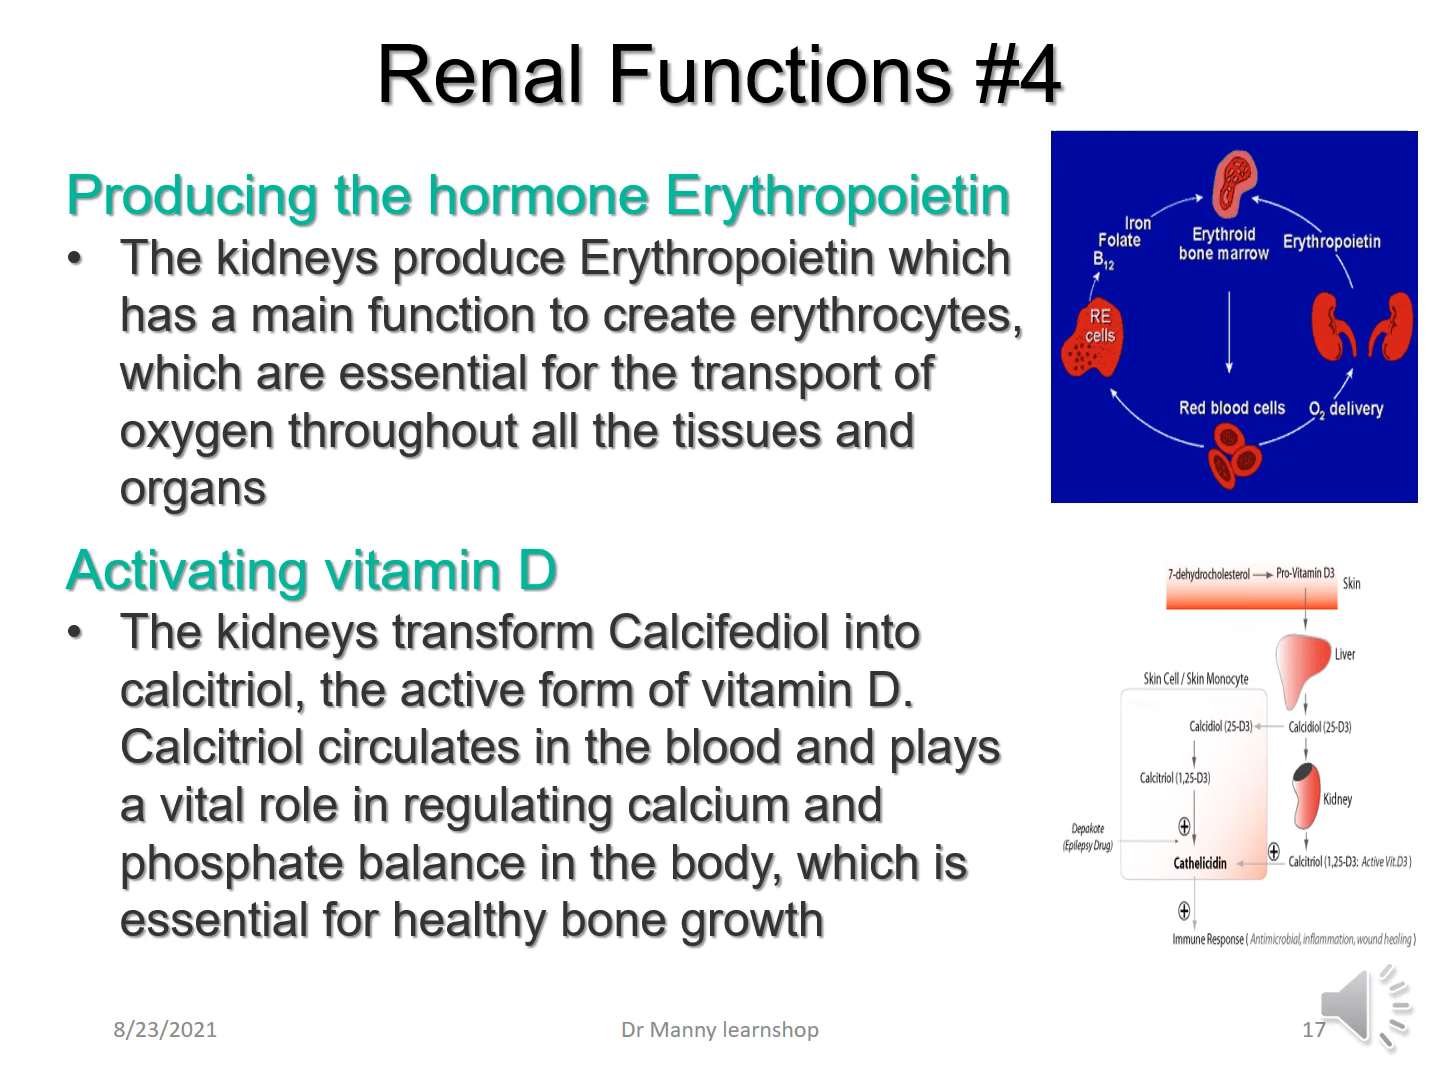 Renal Functions #4
Producing the hormone Erythropoietin
• The kidneys produce Erythropoietin which
has a main function to create erythrocytes,
which are essential for the transport of
oxygen throughout all the tissues and
organs
Activating vitamin D
• The kidneys transform Calcifediol into
calcitriol, the active form of vitamin D.
Calcitriol circulates in the blood and plays
a vital role in regulating calcium and
phosphate balance in the body, which is
essential for healthy bone growth
Iron
Folate
B12
Erythroid
bone marrow
Erythropoietin
RE
cells
Red blood cells
O2 delivery
7-dehydrocholesterol
Pro-Vitamin D3
Skin
Liver
Skin Cell / Skin Monocyte
Calcidiol (25-D3)
Calcidiol (25-D3)
Calcitriol (1,25-D3)
Kidney
Depakote
(Epilepsy Drug)
Cathelicidin
Calcitriol (1,25-D3: Active Vit.D3 )
Immune Response ( Antimicrobial, inflammation, wound healing )
8/23/2021
Dr Manny learnshop
17